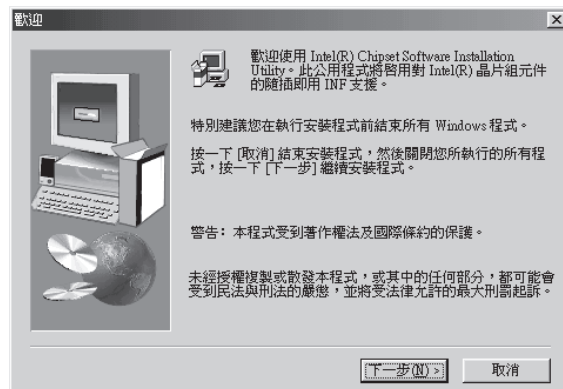 歡迎
歡迎使用 Intel(R) Chipset Software Installation
Utility。此公用程式將啓用對 Intel(R) 晶片組元件
的隨插即用 INF 支援。
特別建議您在執行安裝程式前結束所有 Windows 程式。
按一下 [取消] 結束安裝程式，然後關閉您所執行的所有程
式，按一下 [下一步] 繼續安裝程式。
警告: 本程式受到著作權法及國際條約的保護。
未經授權複製或散發本程式，或其中的任何部分，都可能會
受到民法與刑法的嚴懲，並將受法律允許的最大刑罰起訴。
下一步(N) >
取消